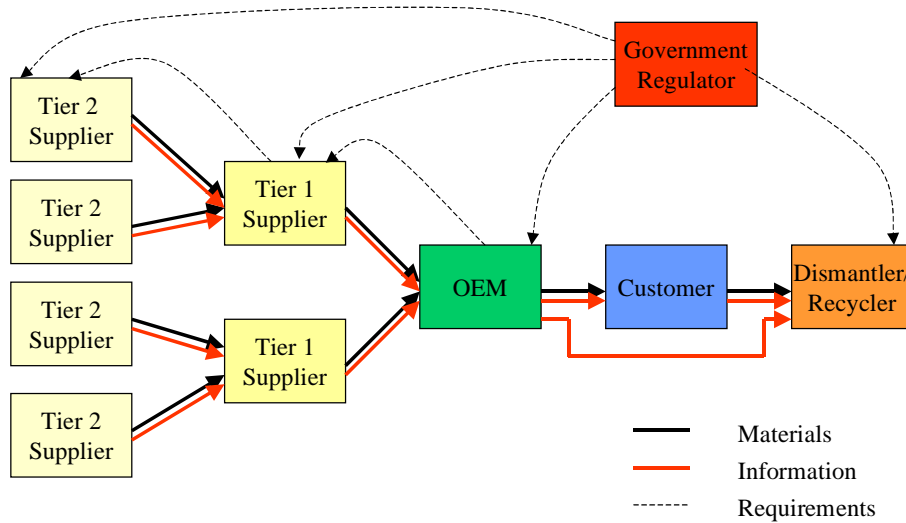 Government
Regulator
Tier 2
Supplier
Tier 2
Supplier
Tier 1
Supplier
OEM
Customer
Dismantler/
Recycler
Tier 2
Supplier
Tier 1
Supplier
Tier 2
Supplier
Materials
Information
Requirements